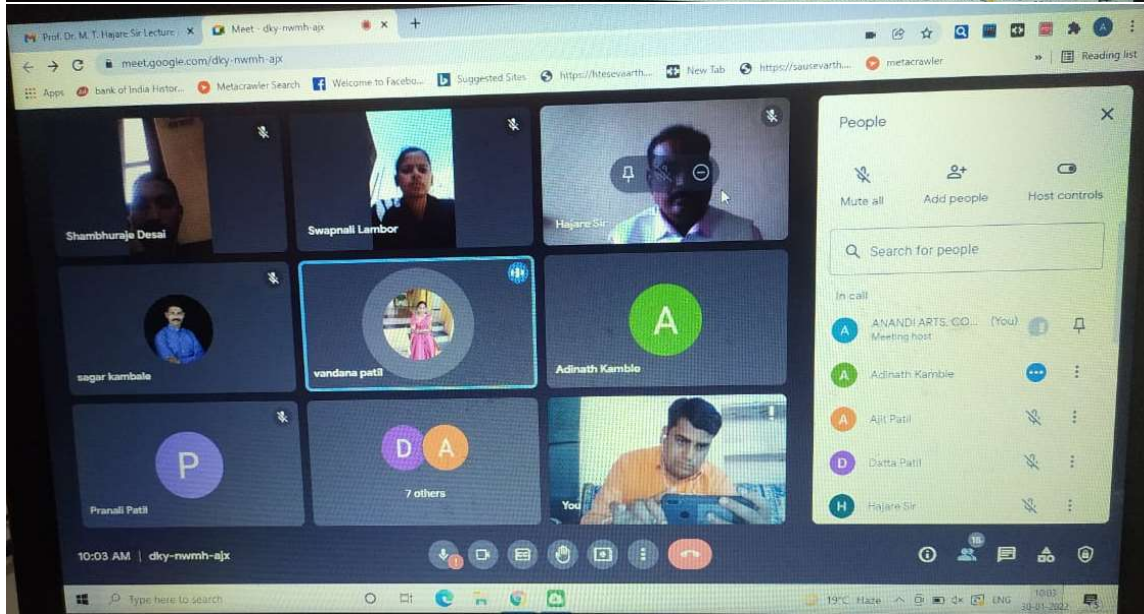 Prof. Dr. M. T. Hajare Sir Lecture
Meet - dky-nwmh-ajx
meet.google.com/dky-nwmh-ajx
A
Apps
bank of India Histor...
Metacrawler Search
Welcome to Facebo...
Suggested Sites
https://htesevaarth...
New Tab
https://sausevarth...
metacrawler
»
Reading list
Shambhuraje Desai
Swapnali Lambor
Hajare Sir
sagar kambale
vandana patil
A
Adinath Kamble
P
Pranali Patil
D A
7 others
You
People
Mute all
Add people
Host controls
Search for people
In call
A ANANDI ARTS, CO... (You)
Meeting host
A Adinath Kamble
A Ajit Patil
D Datta Patil
H Hajare Sir
10:03 AM | dky-nwmh-ajx
16
Type here to search
19°C Haze
ENG
10:03
30-01-2022